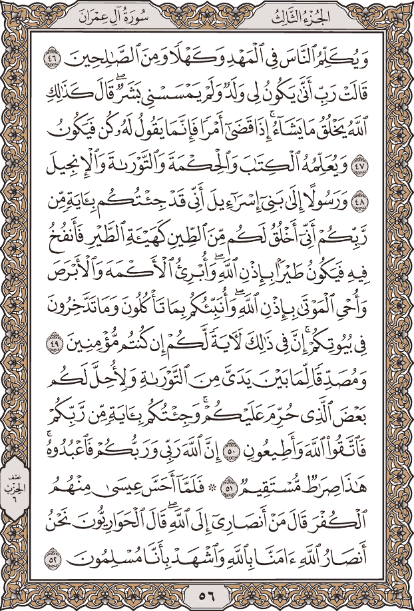 الجزء الثالث
سورة آل عمران
وَيُكَلِّمُ ٱلنَّاسَ فِي ٱلْمَهْدِ وَكَهْلًا وَمِنَ ٱلصَّٰلِحِينَ ٤٦
قَالَتْ رَبِّ أَنَّىٰ يَكُونُ لِي وَلَدٌ وَلَمْ يَمْسَسْنِي بَشَرٌ ۖ قَالَ كَذَٰلِكِ
ٱللَّهُ يَخْلُقُ مَا يَشَآءُ ۚ إِذَا قَضَىٰٓ أَمْرًا فَإِنَّمَا يَقُولُ لَهُۥ كُن فَيَكُونُ
٤٧ وَيُعَلِّمُهُ ٱلْكِتَٰبَ وَٱلْحِكْمَةَ وَٱلتَّوْرَىٰةَ وَٱلْإِنجِيلَ
٤٨ وَرَسُولًا إِلَىٰ بَنِيٓ إِسْرَٰٓءِيلَ أَنِّي قَدْ جِئْتُكُم بِـَٔايَةٍ مِّن
رَّبِّكُمْ أَنِّيٓ أَخْلُقُ لَكُم مِّنَ ٱلطِّينِ كَهَيْـَٔةِ ٱلطَّيْرِ فَأَنفُخُ
فِيهِ فَيَكُونُ طَيْرًۢا بِإِذْنِ ٱللَّهِ ۖ وَأُبْرِئُ ٱلْأَكْمَهَ وَٱلْأَبْرَصَ
وَأُحْيِ ٱلْمَوْتَىٰ بِإِذْنِ ٱللَّهِ ۖ وَأُنَبِّئُكُم بِمَا تَأْكُلُونَ وَمَا تَدَّخِرُونَ
فِي بُيُوتِكُمْ ۚ إِنَّ فِي ذَٰلِكَ لَأٓيَةً لَّكُمْ إِن كُنتُم مُّؤْمِنِينَ ٤٩
وَمُصَدِّقًا لِّمَا بَيْنَ يَدَيَّ مِنَ ٱلتَّوْرَىٰةِ وَلِأُحِلَّ لَكُم
بَعْضَ ٱلَّذِي حُرِّمَ عَلَيْكُمْ ۚ وَجِئْتُكُم بِـَٔايَةٍ مِّن رَّبِّكُمْ
فَٱتَّقُوا۟ ٱللَّهَ وَأَطِيعُونِ ٥٠ إِنَّ ٱللَّهَ رَبِّي وَرَبُّكُمْ فَٱعْبُدُوهُ ۗ
هَٰذَا صِرَٰطٌ مُّسْتَقِيمٌ ٥١ ۞ فَلَمَّآ أَحَسَّ عِيسَىٰ مِنْهُمُ
ٱلْكُفْرَ قَالَ مَنْ أَنصَارِيٓ إِلَى ٱللَّهِ ۖ قَالَ ٱلْحَوَارِيُّونَ نَحْنُ
أَنصَارُ ٱللَّهِ ءَامَنَّا بِٱللَّهِ وَٱشْهَدْ بِأَنَّا مُسْلِمُونَ ٥٢
نصف
الحزب
٦
٥٦